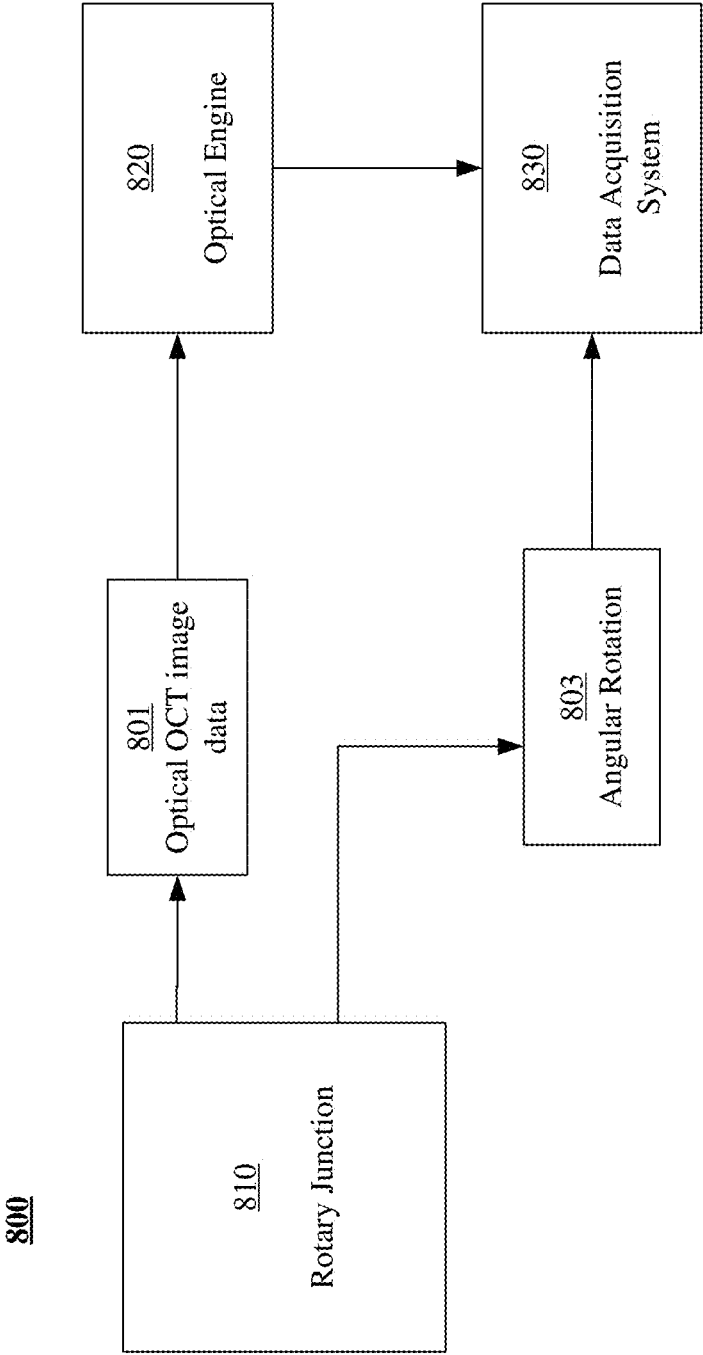 800
810
Rotary Junction
801
Optical OCT image
data
820
Optical Engine
803
Angular Rotation
830
Data Acquisition
System